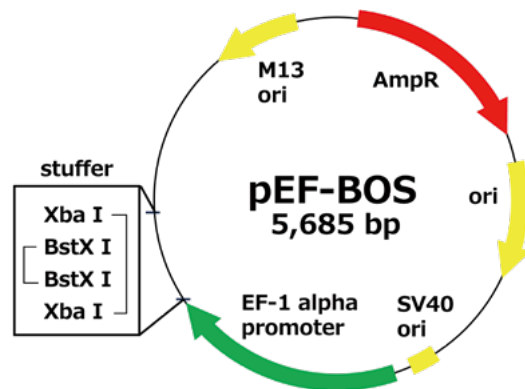 M13
ori
AmpR
stuffer
pEF-BOS
5,685 bp
ori
Xba I
BstX I
BstX I
Xba I
EF-1 alpha
promoter
SV40
ori